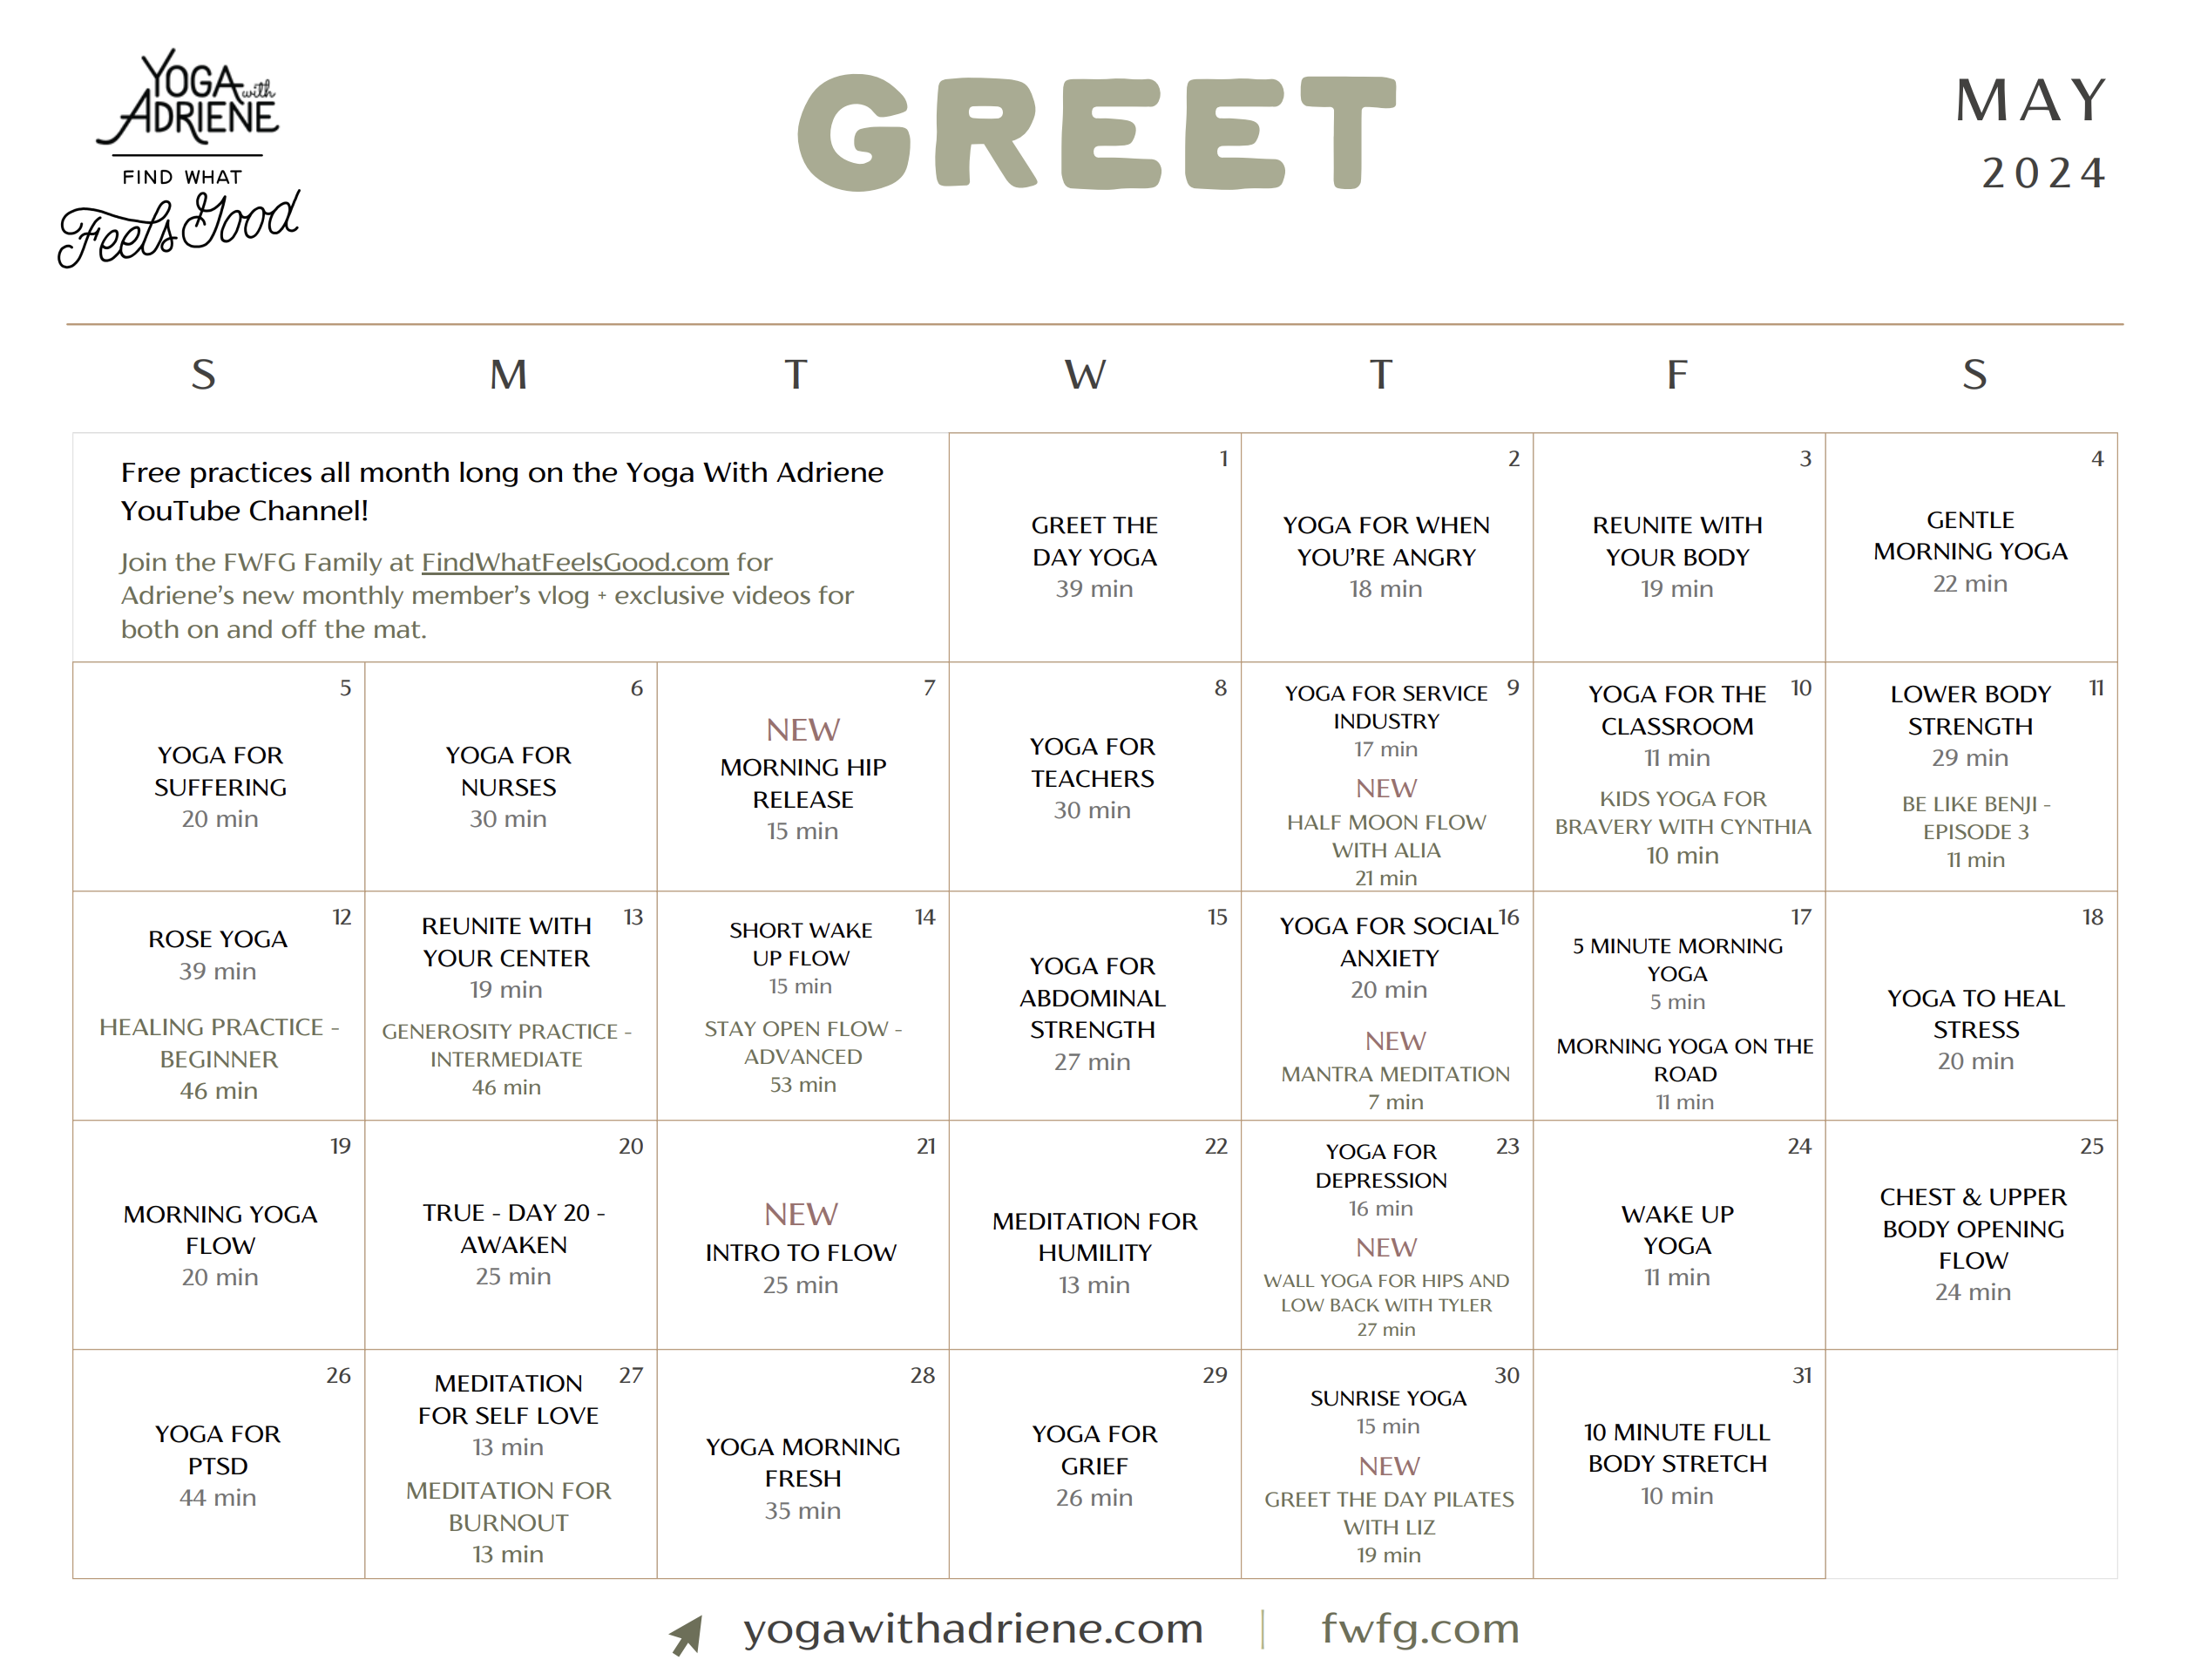 YOGA with
ADRIENE
FIND WHAT
Feels Good
GREET
MAY
2024
S M T W T F S
Free practices all month long on the Yoga With Adriene
YouTube Channel!
Join the FWFG Family at FindWhatFeelsGood.com for
Adriene’s new monthly member’s vlog + exclusive videos for
both on and off the mat.
1
GREET THE
DAY YOGA
39 min
2
YOGA FOR WHEN
YOU’RE ANGRY
18 min
3
REUNITE WITH
YOUR BODY
19 min
4
GENTLE
MORNING YOGA
22 min
5
YOGA FOR
SUFFERING
20 min
6
YOGA FOR
NURSES
30 min
7
NEW
MORNING HIP
RELEASE
15 min
8
YOGA FOR
TEACHERS
30 min
YOGA FOR SERVICE 9
INDUSTRY
17 min
NEW
HALF MOON FLOW
WITH ALIA
21 min
YOGA FOR THE 10
CLASSROOM
11 min
KIDS YOGA FOR
BRAVERY WITH CYNTHIA
10 min
LOWER BODY 11
STRENGTH
29 min
BE LIKE BENJI -
EPISODE 3
11 min
12
ROSE YOGA
39 min
HEALING PRACTICE -
BEGINNER
46 min
REUNITE WITH 13
YOUR CENTER
19 min
GENEROSITY PRACTICE -
INTERMEDIATE
46 min
14
SHORT WAKE
UP FLOW
15 min
STAY OPEN FLOW -
ADVANCED
53 min
15
YOGA FOR
ABDOMINAL
STRENGTH
27 min
YOGA FOR SOCIAL 16
ANXIETY
20 min
NEW
MANTRA MEDITATION
7 min
17
5 MINUTE MORNING
YOGA
5 min
MORNING YOGA ON THE
ROAD
11 min
18
YOGA TO HEAL
STRESS
20 min
19
MORNING YOGA
FLOW
20 min
20
TRUE - DAY 20 -
AWAKEN
25 min
21
NEW
INTRO TO FLOW
25 min
22
MEDITATION FOR
HUMILITY
13 min
YOGA FOR 23
DEPRESSION
16 min
NEW
WALL YOGA FOR HIPS AND
LOW BACK WITH TYLER
27 min
24
WAKE UP
YOGA
11 min
25
CHEST & UPPER
BODY OPENING
FLOW
24 min
26
YOGA FOR
PTSD
44 min
MEDITATION 27
FOR SELF LOVE
13 min
MEDITATION FOR
BURNOUT
13 min
28
YOGA MORNING
FRESH
35 min
29
YOGA FOR
GRIEF
26 min
30
SUNRISE YOGA
15 min
NEW
GREET THE DAY PILATES
WITH LIZ
19 min
31
10 MINUTE FULL
BODY STRETCH
10 min
yogawithadriene.com | fwfg.com